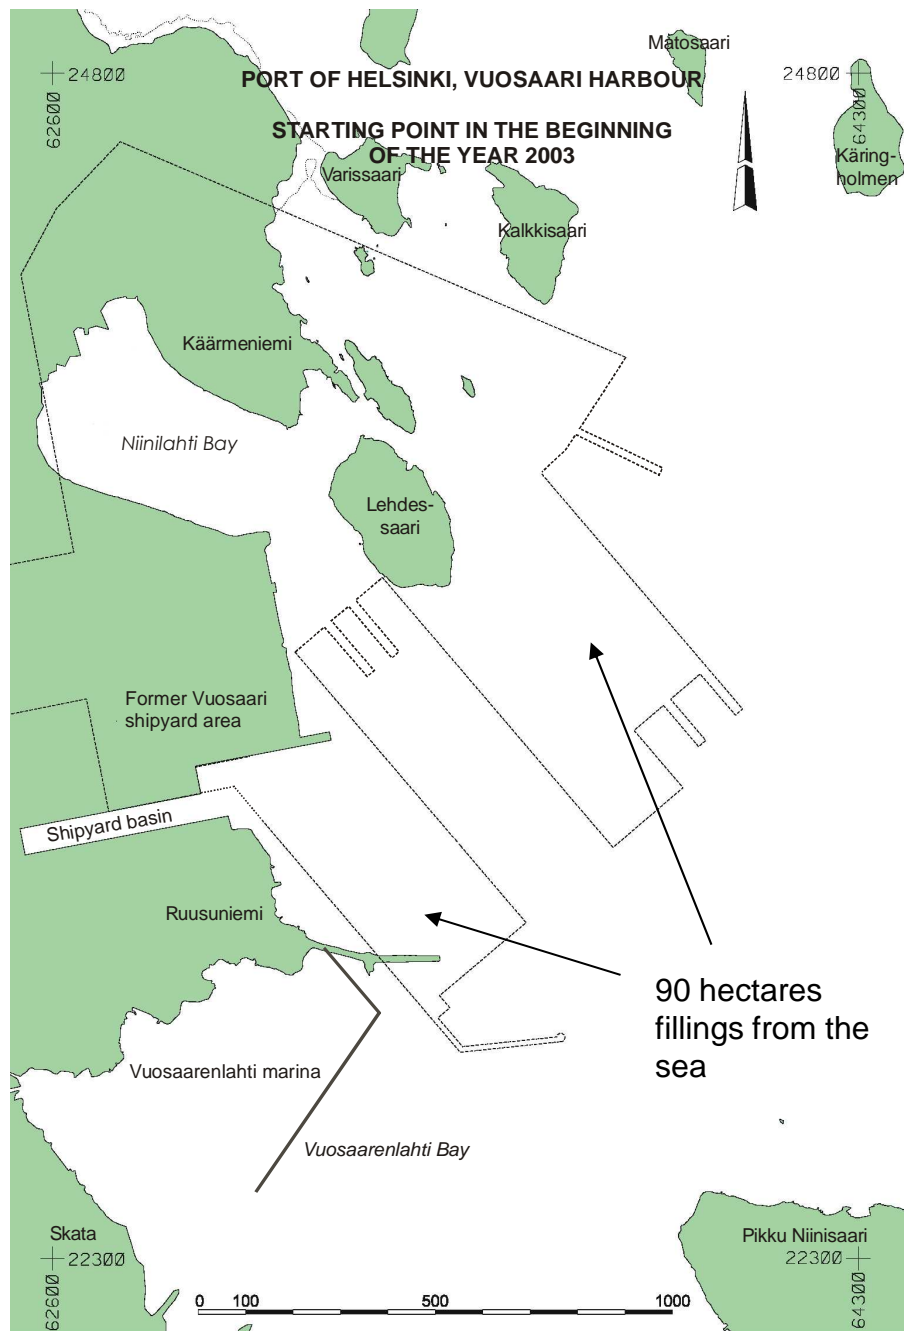 Matosaari
24800
24800
PORT OF HELSINKI, VUOSAARI HARBOUR
62600
64300
STARTING POINT IN THE BEGINNING
OF THE YEAR 2003
Käring-
holmen
Varissaari
Kalkkisaari
Käärmeniemi
Niinilahti Bay
Lehdes-
saari
Former Vuosaari
shipyard area
Shipyard basin
Ruusuniemi
90 hectares
fillings from the
sea
Vuosaarenlahti marina
Vuosaarenlahti Bay
Skata
Pikku Niinisaari
22300
22300
62600
64300
0 100 500 1000